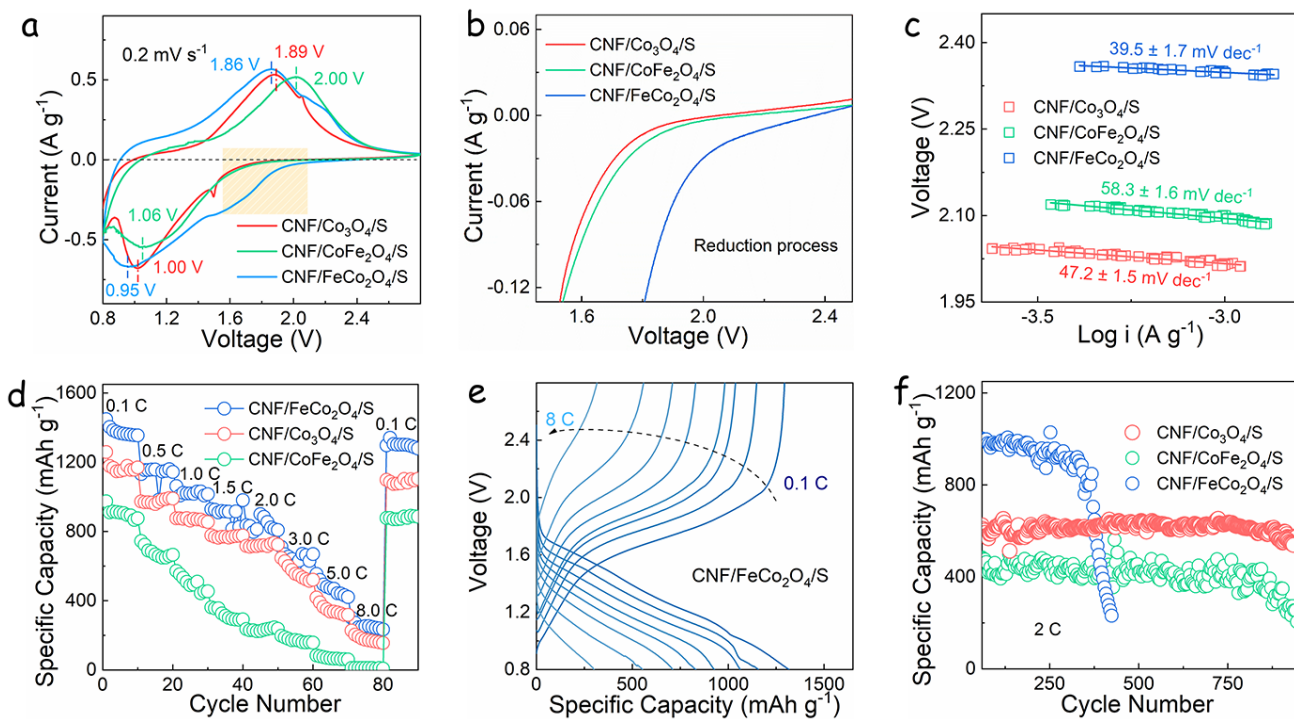 a
0.2 mV s⁻¹
1.89 V
1.86 V
2.00 V
1.06 V
1.00 V
0.95 V
CNF/Co₃O₄/S
CNF/CoFe₂O₄/S
CNF/FeCo₂O₄/S
0.5
0.0
-0.5
0.8
1.4
2.0
2.6
Current (A g⁻¹)
Voltage (V)
b
CNF/Co₃O₄/S
CNF/CoFe₂O₄/S
CNF/FeCo₂O₄/S
Reduction process
0.06
0.00
-0.06
-0.12
1.6
2.0
2.4
Current (A g⁻¹)
Voltage (V)
c
39.5 ± 1.7 mV dec⁻¹
CNF/Co₃O₄/S
CNF/CoFe₂O₄/S
CNF/FeCo₂O₄/S
58.3 ± 1.6 mV dec⁻¹
47.2 ± 1.5 mV dec⁻¹
2.40
2.25
2.10
1.95
-3.5
-3.0
Voltage (V)
Log i (A g⁻¹)
d
0.1 C
0.5 C
1.0 C
1.5 C
2.0 C
3.0 C
5.0 C
8.0 C
0.1 C
CNF/FeCo₂O₄/S
CNF/Co₃O₄/S
CNF/CoFe₂O₄/S
1600
1200
800
400
0
0
20
40
60
80
Specific Capacity (mAh g⁻¹)
Cycle Number
e
8 C
0.1 C
CNF/FeCo₂O₄/S
2.8
2.4
2.0
1.6
1.2
0.8
0
500
1000
1500
Voltage (V)
Specific Capacity (mAh g⁻¹)
f
CNF/Co₃O₄/S
CNF/CoFe₂O₄/S
CNF/FeCo₂O₄/S
2 C
1200
800
400
0
250
500
750
Specific Capacity (mAh g⁻¹)
Cycle Number